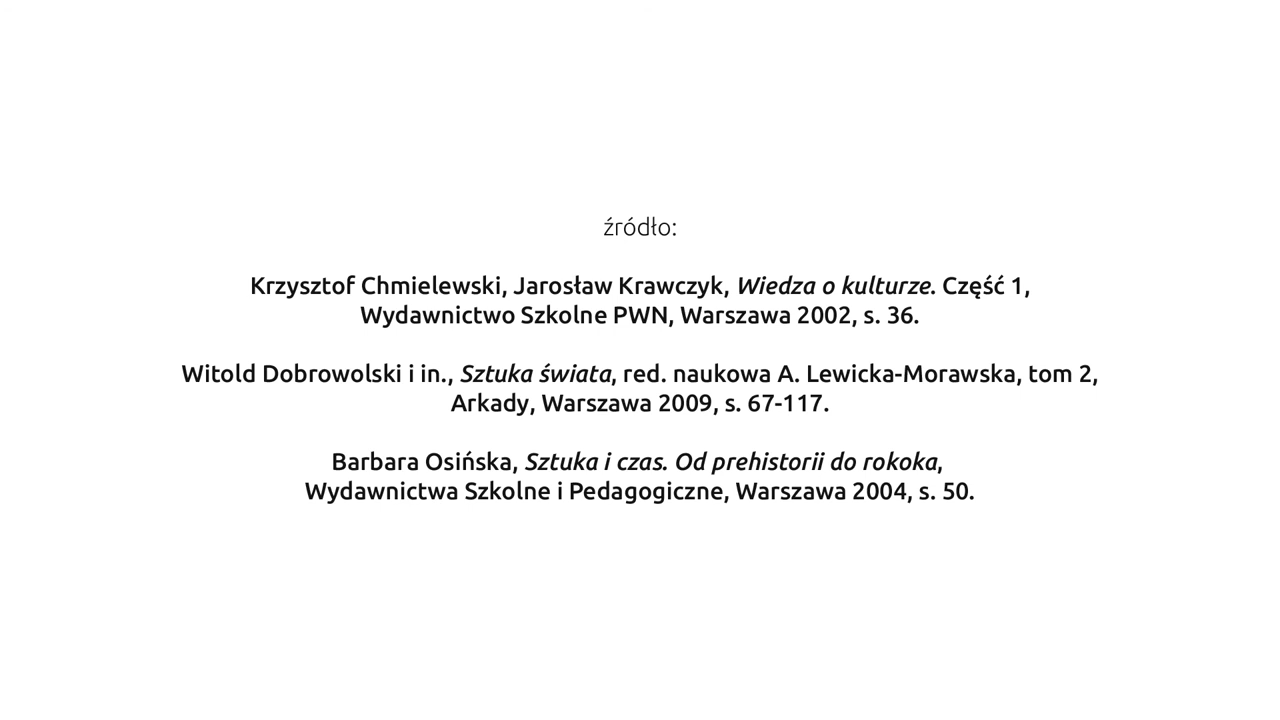 źródło:
Krzysztof Chmielewski, Jarosław Krawczyk, Wiedza o kulturze. Część 1,
Wydawnictwo Szkolne PWN, Warszawa 2002, s. 36.
Witold Dobrowolski i in., Sztuka świata, red. naukowa A. Lewicka-Morawska, tom 2,
Arkady, Warszawa 2009, s. 67-117.
Barbara Osińska, Sztuka i czas. Od prehistorii do rokoka,
Wydawnictwa Szkolne i Pedagogiczne, Warszawa 2004, s. 50.